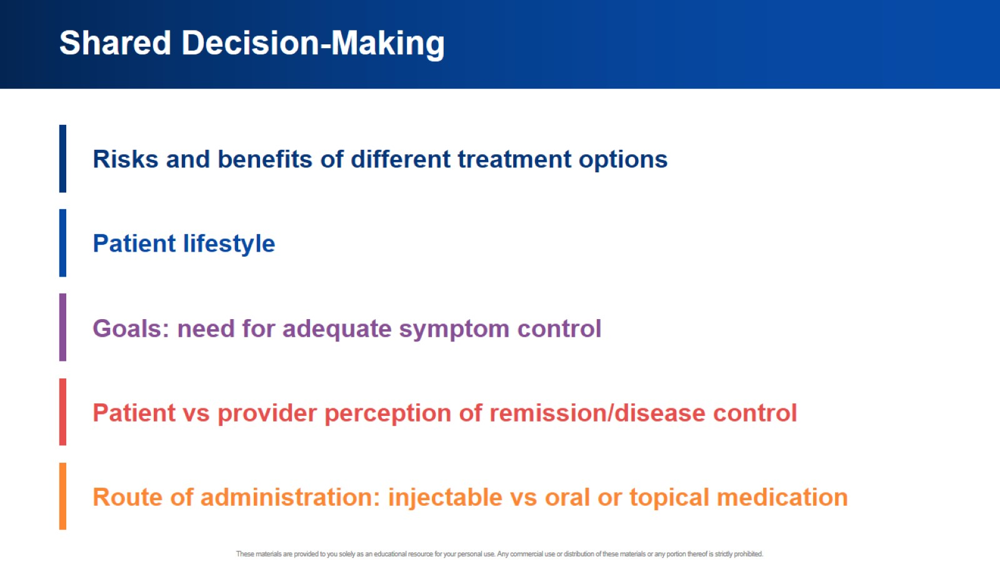 Shared Decision-Making
Risks and benefits of different treatment options
Patient lifestyle
Goals: need for adequate symptom control
Patient vs provider perception of remission/disease control
Route of administration: injectable vs oral or topical medication
These materials are provided to you solely as an educational resource for your personal use. Any commercial use or distribution of these materials or any portion thereof is strictly prohibited.